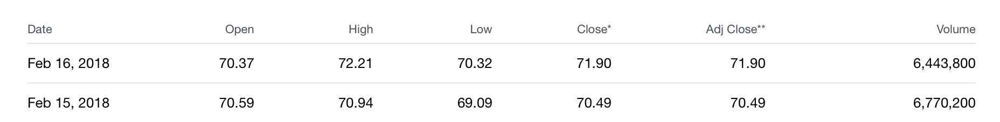 Date Open High Low Close* Adj Close** Volume
Feb 16, 2018 70.37 72.21 70.32 71.90 71.90 6,443,800
Feb 15, 2018 70.59 70.94 69.09 70.49 70.49 6,770,200